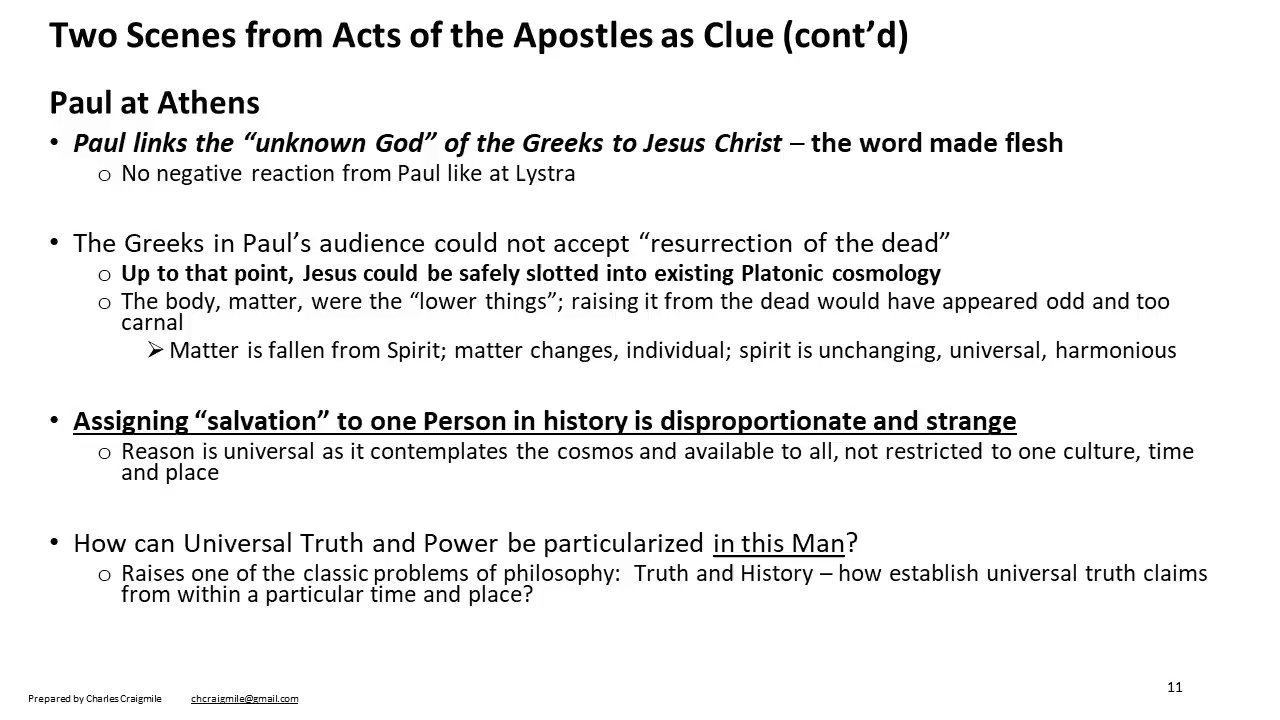 Two Scenes from Acts of the Apostles as Clue (cont’d)
Paul at Athens
• Paul links the “unknown God” of the Greeks to Jesus Christ – the word made flesh
o No negative reaction from Paul like at Lystra
• The Greeks in Paul’s audience could not accept “resurrection of the dead”
o Up to that point, Jesus could be safely slotted into existing Platonic cosmology
o The body, matter, were the “lower things”; raising it from the dead would have appeared odd and too
carnal
➢ Matter is fallen from Spirit; matter changes, individual; spirit is unchanging, universal, harmonious
• Assigning “salvation” to one Person in history is disproportionate and strange
o Reason is universal as it contemplates the cosmos and available to all, not restricted to one culture, time
and place
• How can Universal Truth and Power be particularized in this Man?
o Raises one of the classic problems of philosophy: Truth and History – how establish universal truth claims
from within a particular time and place?
11
Prepared by Charles Craigmile chcraigmile@gmail.com